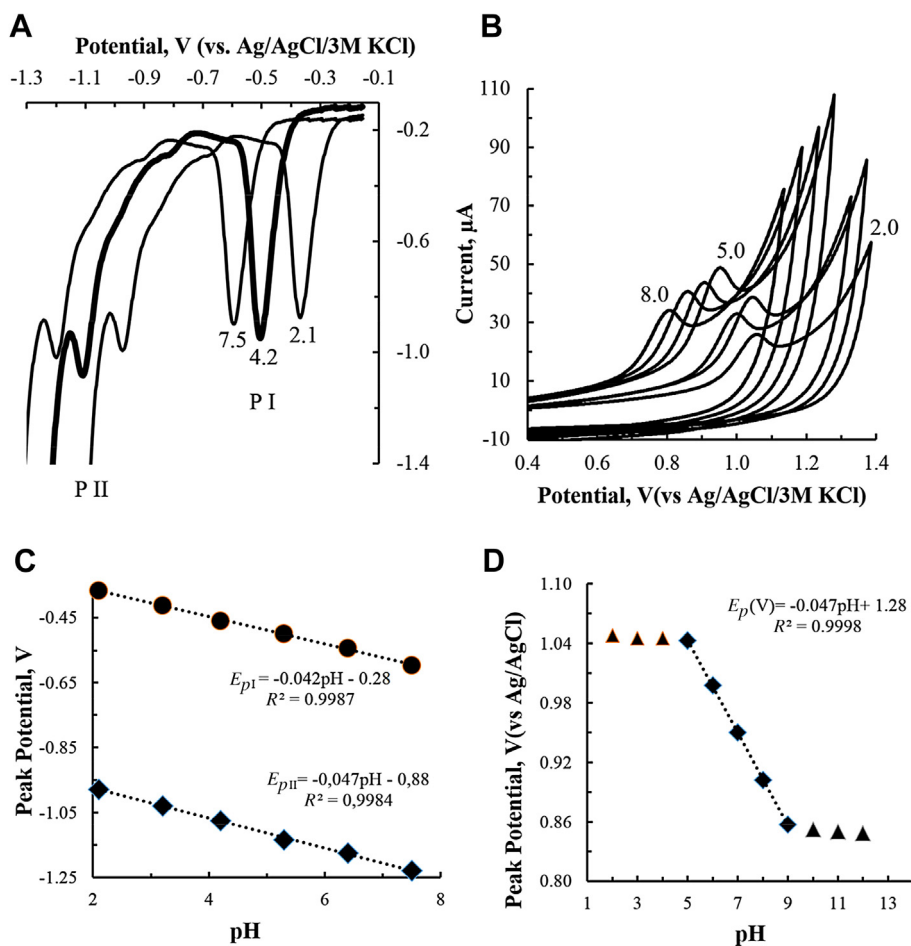 A
Potential, V (vs. Ag/AgCl/3M KCl)
-1.3 -1.1 -0.9 -0.7 -0.5 -0.3 -0.1
-0.2
-0.6
-1.0
-1.4
7.5
4.2
2.1
P I
P II
B
Current, µA
110
90
70
50
30
10
-10
8.0
5.0
2.0
0.4 0.6 0.8 1.0 1.2 1.4
Potential, V(vs Ag/AgCl/3M KCl)
C
Peak Potential, V
-0.45
-0.65
-0.85
-1.05
-1.25
EpI= -0.042pH - 0.28
R² = 0.9987
EpII= -0,047pH - 0,88
R² = 0,9984
2 4 6 8
pH
D
Peak Potential, V(vs Ag/AgCl)
1.10
1.04
0.98
0.92
0.86
0.80
Ep(V)= -0.047pH+ 1.28
R² = 0.9998
1 3 5 7 9 11 13
pH